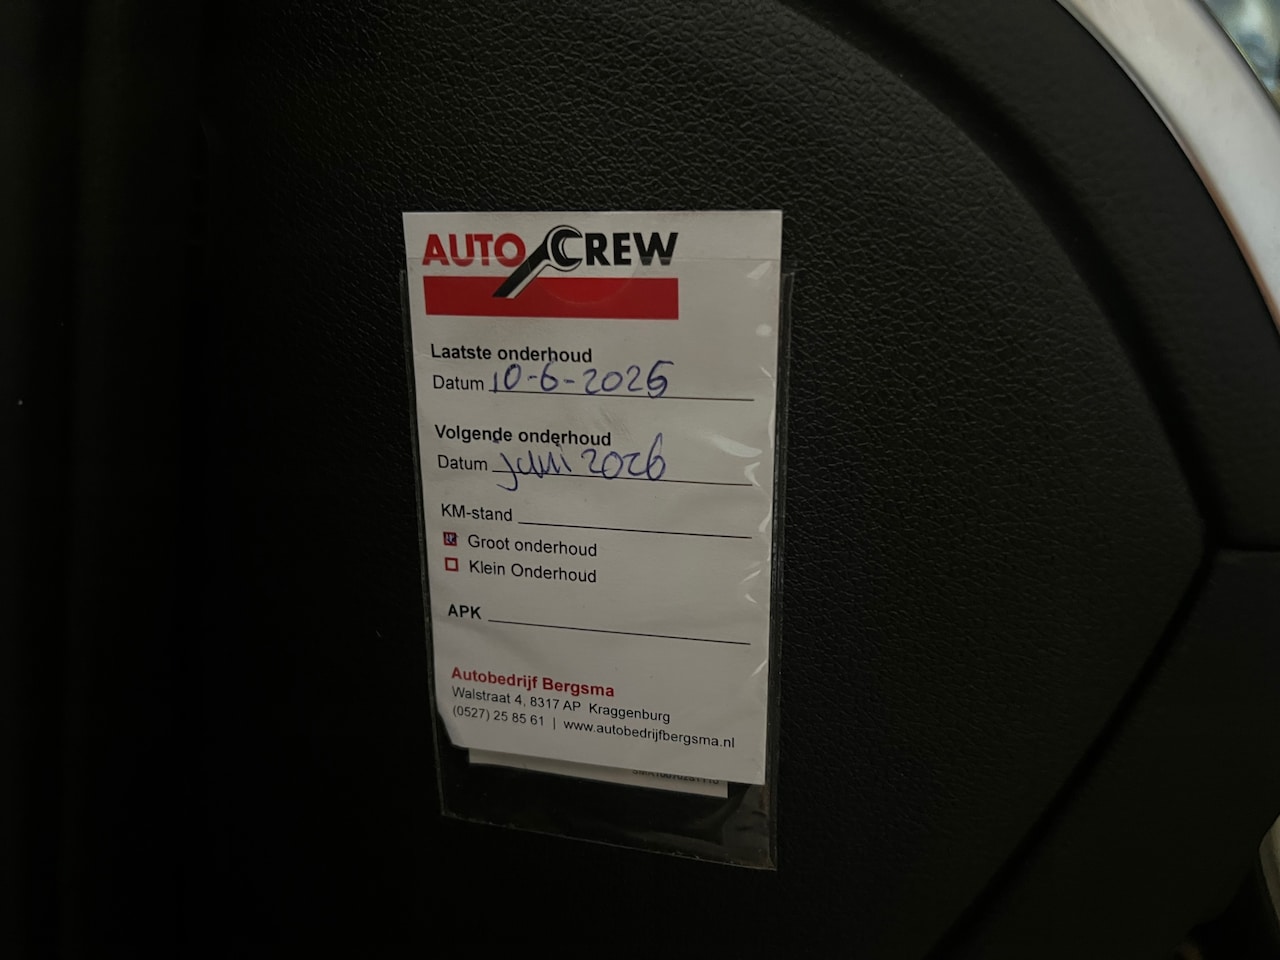 AUTO CREW
Laatste onderhoud
Datum 10-6-2025
Volgende onderhoud
Datum juni 2026
KM-stand
Groot onderhoud
Klein Onderhoud
APK
Autobedrijf Bergsma
Walstraat 4, 8317 AP Kraggenburg
(0527) 25 85 61 | www.autobedrijfbergsma.nl